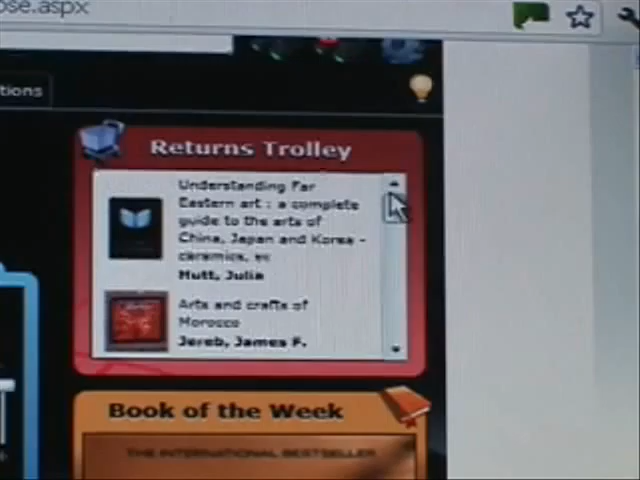 ose.aspx
tions
Returns Trolley
Understanding Far
Eastern art : a complete
guide to the arts of
China, Japan and Korea -
ceramics, sc
Hutt, Julia
Arts and crafts of
Morocco
Jereb, James F.
Book of the Week
THE INTERNATIONAL BESTSELLER